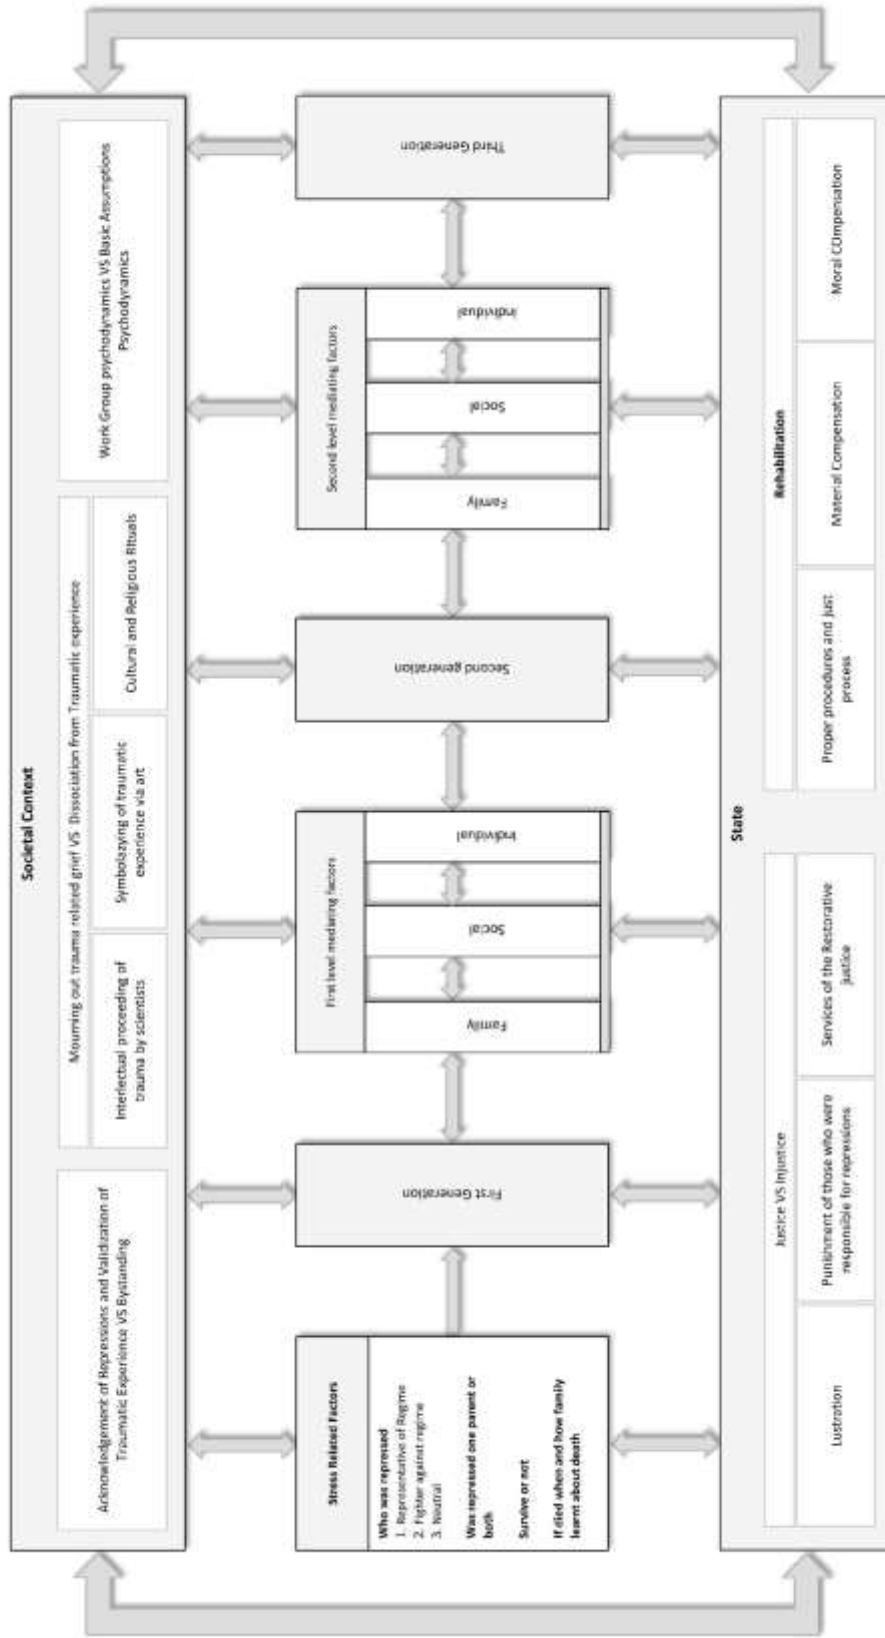 Societal Context
Acknowledgement of Repressions and Validization of
Traumatic Experience VS Bystanding
Mourning out trauma related grief VS Dissociation from Traumatic experience
Interlectual proceeding of
trauma by scientists
Symbolazying of traumatic
experience via art
Cultural and Religious Rituals
Work Group psychodynamics VS Basic Assumptions
Psychodynamics
Stress Related Factors
Who was repressed
1. Representative of Regime
2. Fighter against regime
3. Neutral
Was repressed one parent or
both
Survive or not
If died when and how family
learnt about death
First Generation
First level mediating factors
Family
Social
Individual
Second generation
Second level mediating factors
Family
Social
Individual
Third Generation
State
Justice VS Injustice
Lustration
Punishment of those who were
responsible for repressions
Services of the Restorative
justice
Rehabilitation
Proper procedures and just
process
Material Compensation
Moral COmpensation